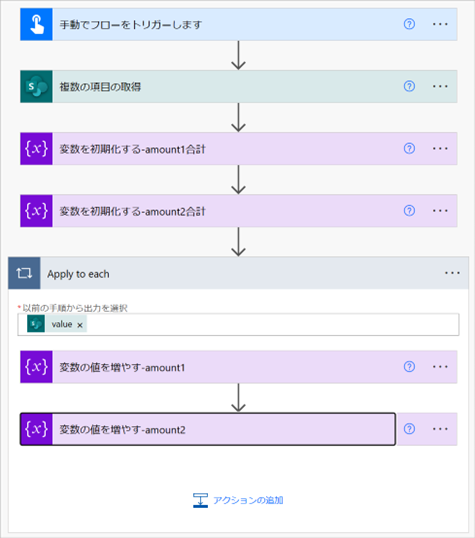 手動でフローをトリガーします
複数の項目の取得
{x} 変数を初期化する-amount1合計
{x} 変数を初期化する-amount2合計
Apply to each
*以前の手順から出力を選択
value ×
{x} 変数の値を増やす-amount1
{x} 変数の値を増やす-amount2
アクションの追加